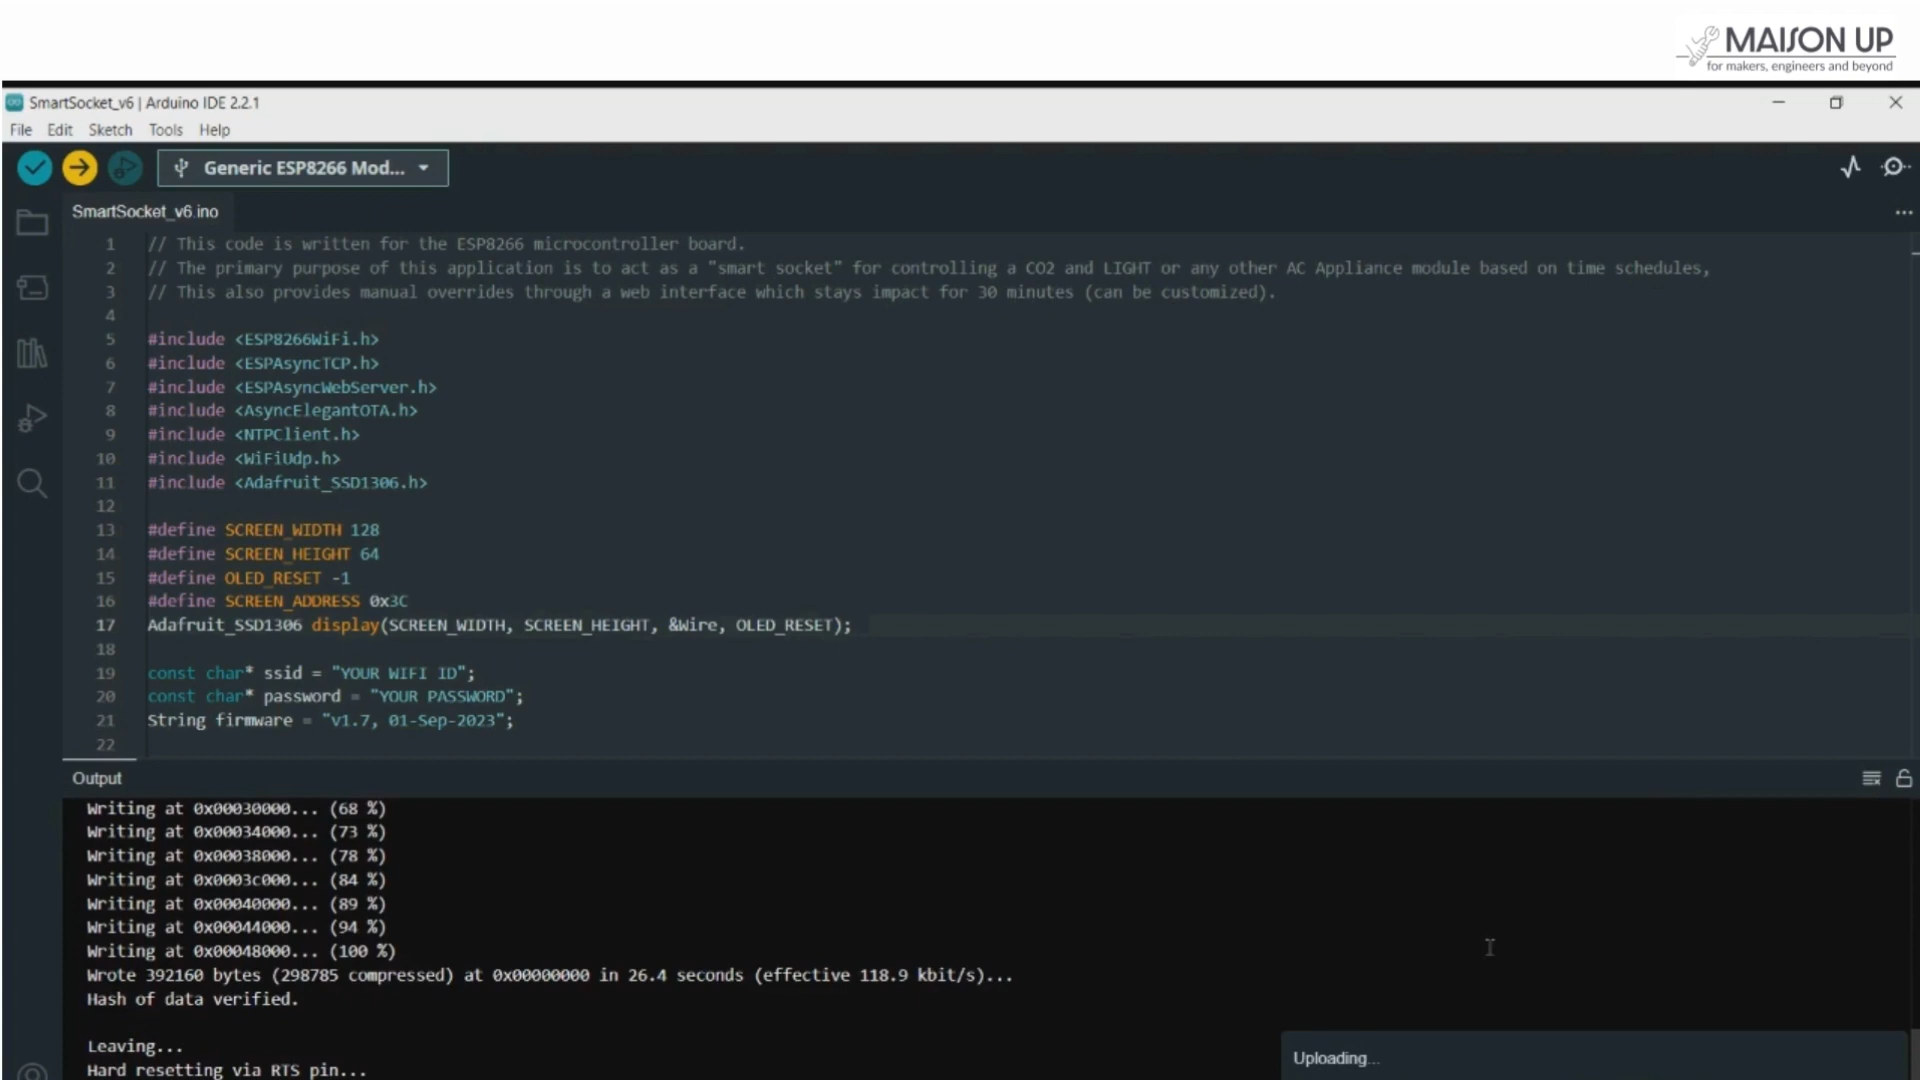 MAISON UP
for makers, engineers and beyond
SmartSocket_v6 | Arduino IDE 2.2.1
File Edit Sketch Tools Help
Generic ESP8266 Mod...
SmartSocket_v6.ino
1 // This code is written for the ESP8266 microcontroller board.
2 // The primary purpose of this application is to act as a "smart socket" for controlling a CO2 and LIGHT or any other AC Appliance module based on time schedules,
3 // This also provides manual overrides through a web interface which stays impact for 30 minutes (can be customized).
4
5 #include <ESP8266WiFi.h>
6 #include <ESPAsyncTCP.h>
7 #include <ESPAsyncWebServer.h>
8 #include <AsyncElegantOTA.h>
9 #include <NTPClient.h>
10 #include <WiFiUdp.h>
11 #include <Adafruit_SSD1306.h>
12
13 #define SCREEN_WIDTH 128
14 #define SCREEN_HEIGHT 64
15 #define OLED_RESET -1
16 #define SCREEN_ADDRESS 0x3C
17 Adafruit_SSD1306 display(SCREEN_WIDTH, SCREEN_HEIGHT, &Wire, OLED_RESET);
18
19 const char* ssid = "YOUR WIFI ID";
20 const char* password = "YOUR PASSWORD";
21 String firmware = "v1.7, 01-Sep-2023";
22
Output
Writing at 0x00030000... (68 %)
Writing at 0x00034000... (73 %)
Writing at 0x00038000... (78 %)
Writing at 0x0003c000... (84 %)
Writing at 0x00040000... (89 %)
Writing at 0x00044000... (94 %)
Writing at 0x00048000... (100 %)
Wrote 392160 bytes (298785 compressed) at 0x00000000 in 26.4 seconds (effective 118.9 kbit/s)...
Hash of data verified.
Leaving...
Hard resetting via RTS pin...
Uploading...